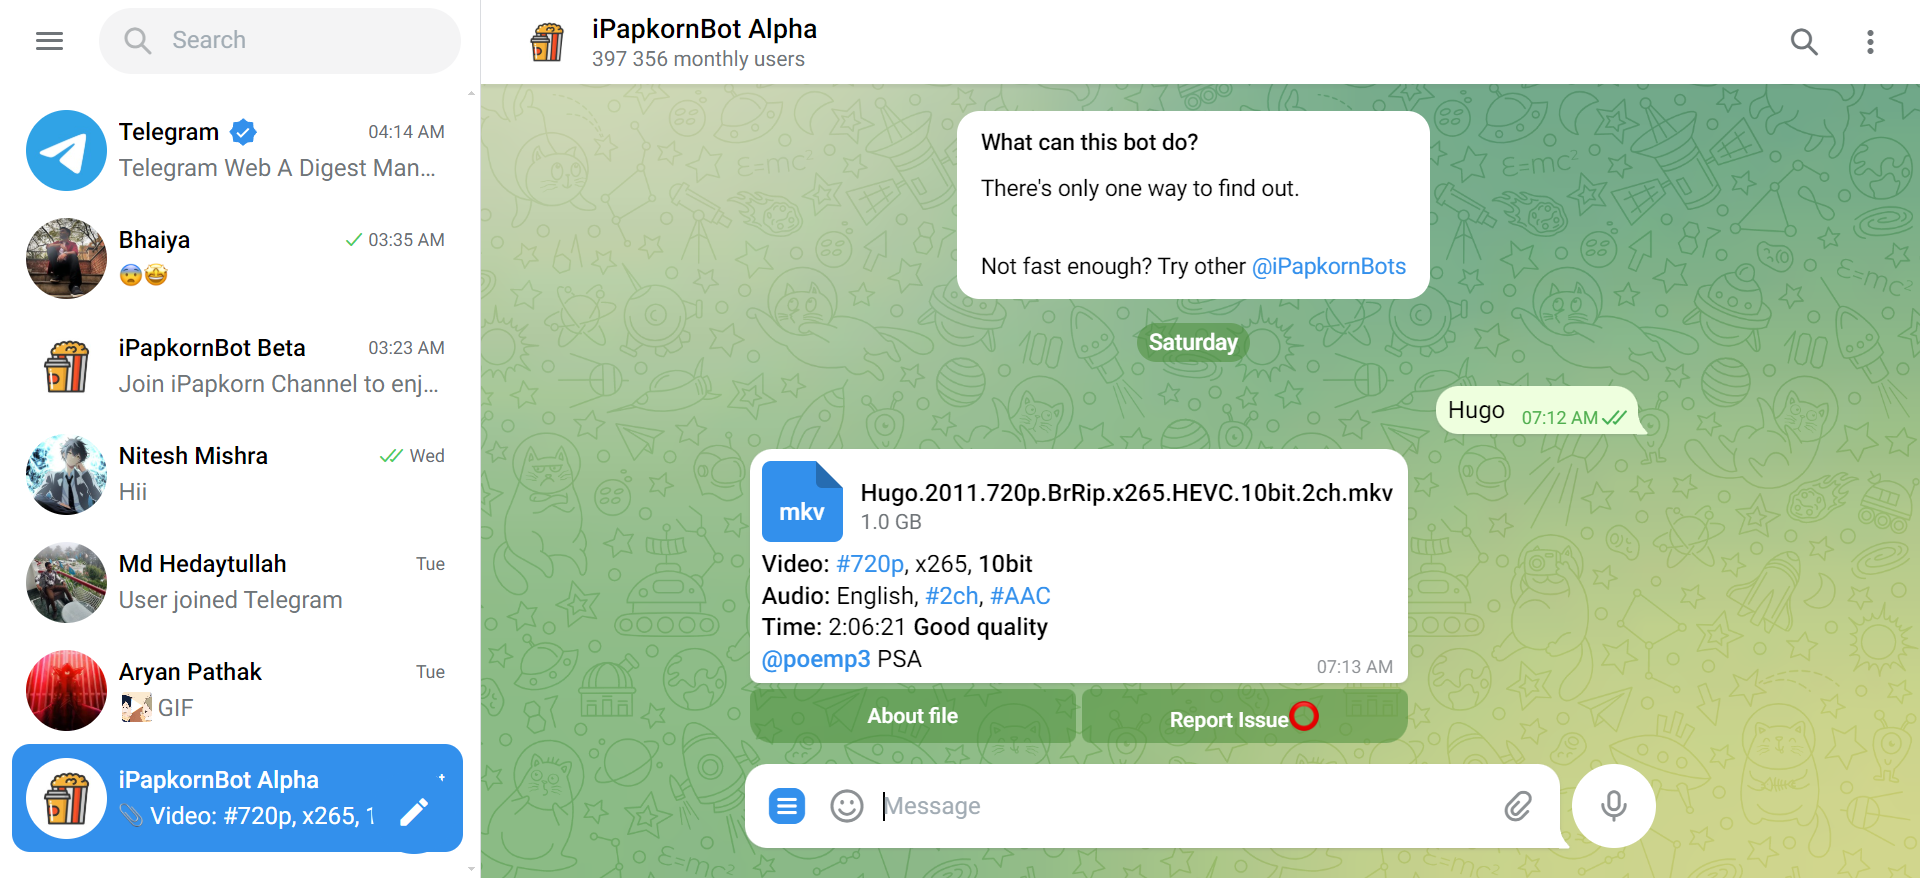 Search
Telegram 04:14 AM
Telegram Web A Digest Man...
Bhaiya 03:35 AM
iPapkornBot Beta 03:23 AM
Join iPapkorn Channel to enj...
Nitesh Mishra Wed
Hii
Md Hedaytullah Tue
User joined Telegram
Aryan Pathak Tue
GIF
iPapkornBot Alpha
Video: #720p, x265, 1
iPapkornBot Alpha
397 356 monthly users
What can this bot do?
There's only one way to find out.
Not fast enough? Try other @iPapkornBots
Saturday
Hugo 07:12 AM
mkv
Hugo.2011.720p.BrRip.x265.HEVC.10bit.2ch.mkv
1.0 GB
Video: #720p, x265, 10bit
Audio: English, #2ch, #AAC
Time: 2:06:21 Good quality
@poemp3 PSA
07:13 AM
About file
Report Issue
Message